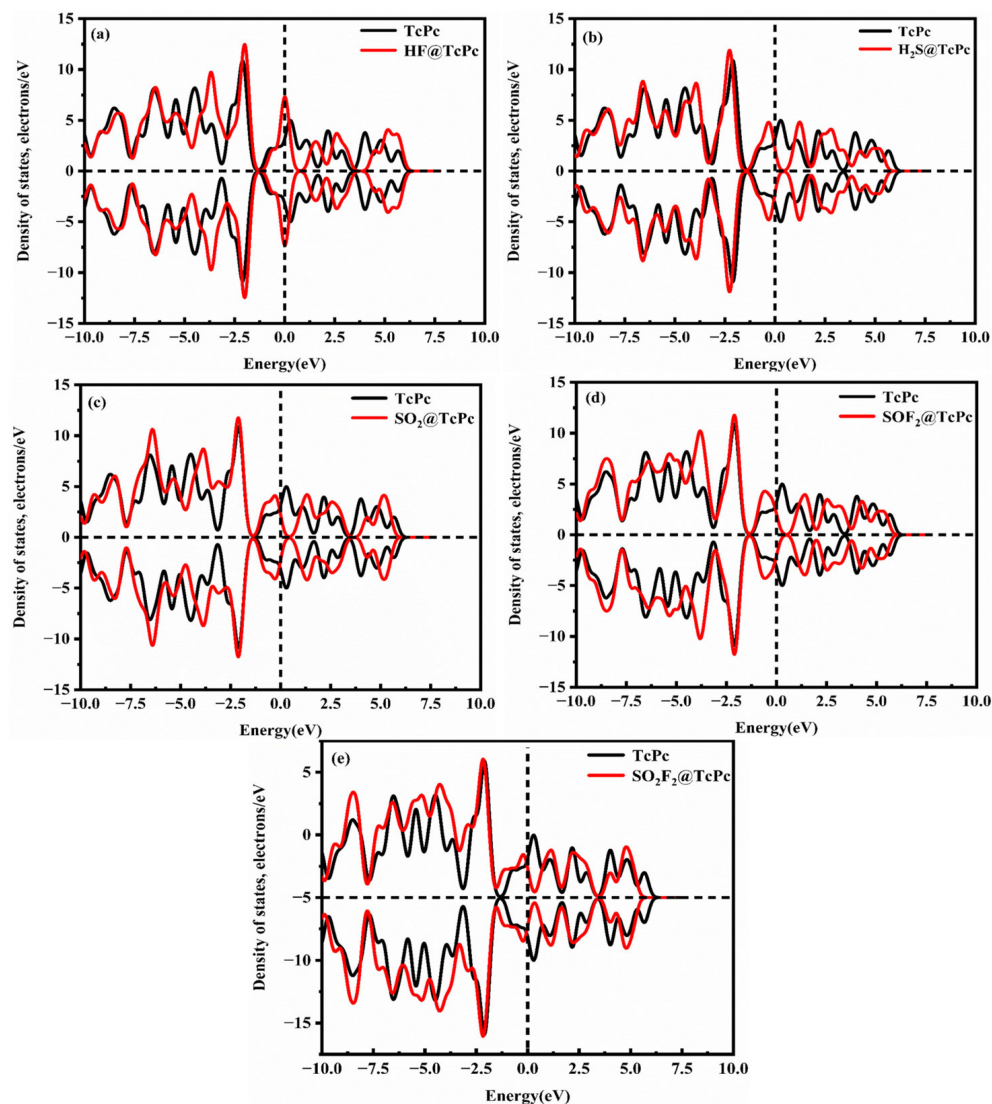 (a)
TcPc
HF@TcPc
15
10
5
0
−5
−10
−15
Density of states, electrons/eV
−10.0 −7.5 −5.0 −2.5 0.0 2.5 5.0 7.5 10.0
Energy(eV)
(b)
TcPc
H₂S@TcPc
15
10
5
0
−5
−10
−15
Density of states, electrons/eV
−10.0 −7.5 −5.0 −2.5 0.0 2.5 5.0 7.5 10.0
Energy(eV)
(c)
TcPc
SO₂@TcPc
15
10
5
0
−5
−10
−15
Density of states, electrons/eV
−10.0 −7.5 −5.0 −2.5 0.0 2.5 5.0 7.5 10.0
Energy(eV)
(d)
TcPc
SOF₂@TcPc
15
10
5
0
−5
−10
−15
Density of states, electrons/eV
−10.0 −7.5 −5.0 −2.5 0.0 2.5 5.0 7.5 10.0
Energy(eV)
(e)
TcPc
SO₂F₂@TcPc
5
0
−5
−10
−15
Density of states, electrons/eV
−10.0 −7.5 −5.0 −2.5 0.0 2.5 5.0 7.5 10.0
Energy(eV)